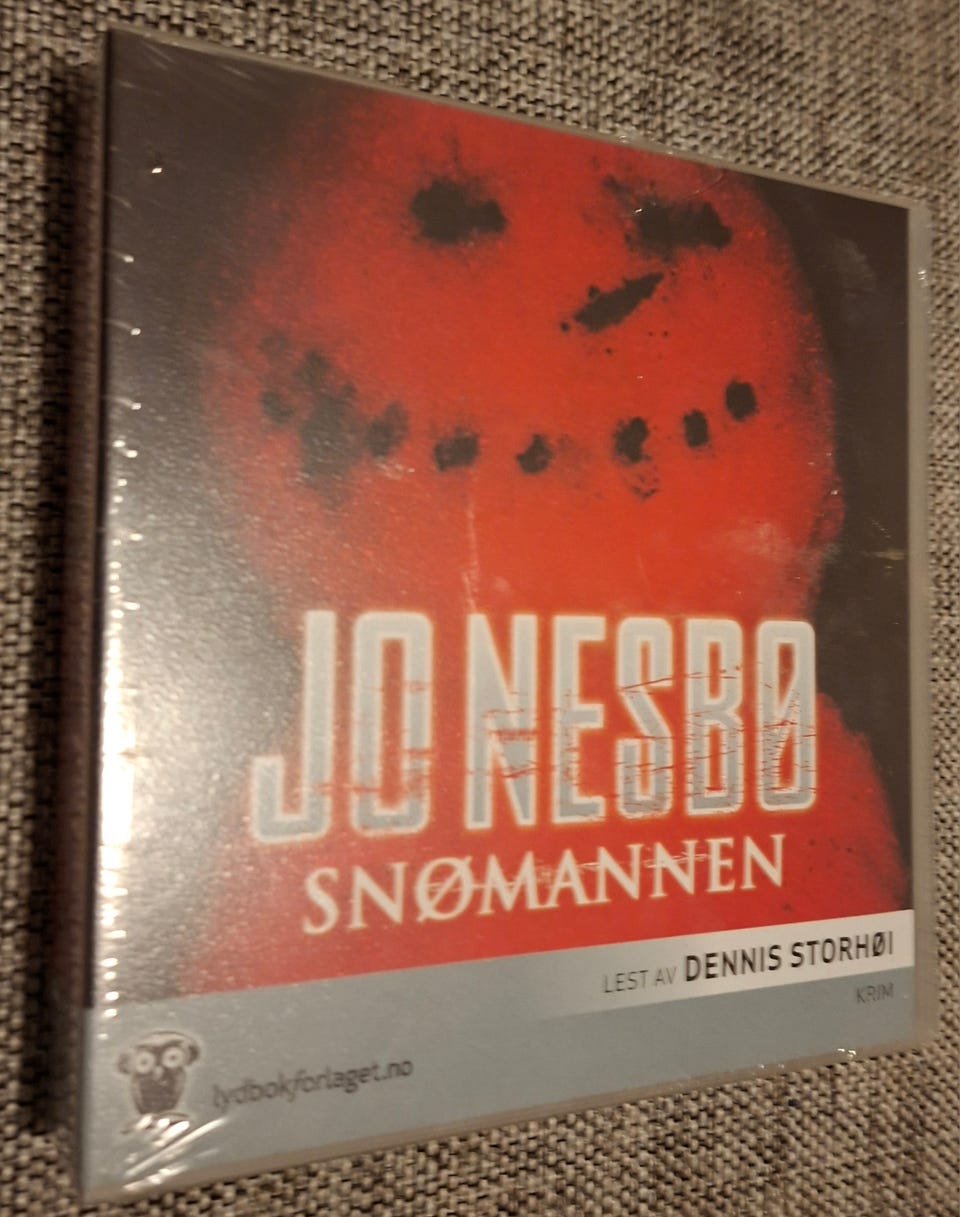 JO NESBØ
SNØMANNEN
LEST AV DENNIS STORHØI
KRIM
lydbokforlaget.no